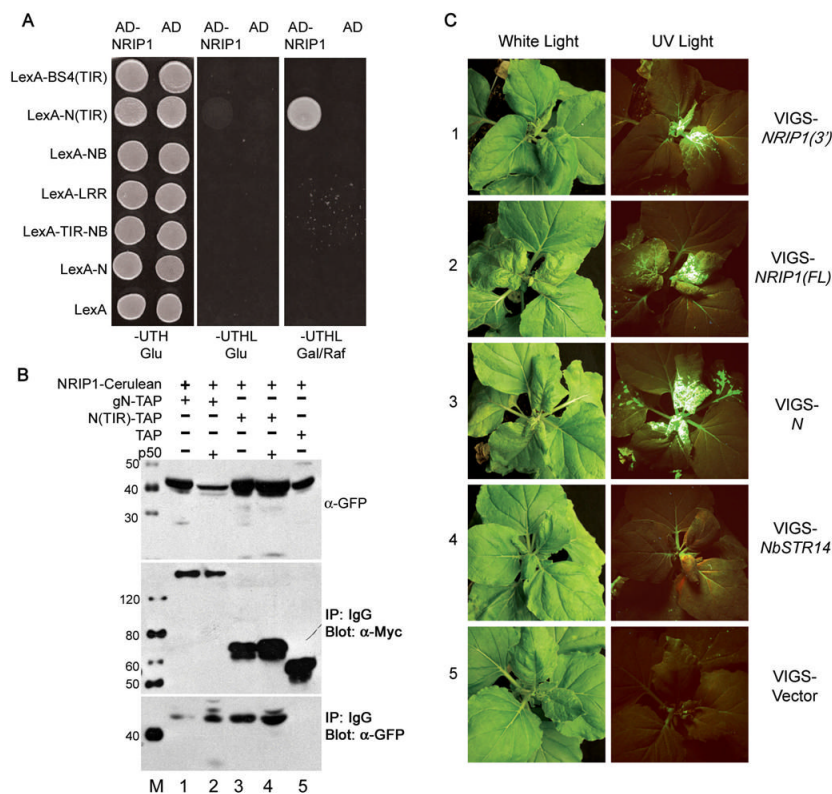 A
AD-NRIP1 AD AD-NRIP1 AD AD-NRIP1 AD
LexA-BS4(TIR)
LexA-N(TIR)
LexA-NB
LexA-LRR
LexA-TIR-NB
LexA-N
LexA
-UTH Glu -UTHL Glu -UTHL Gal/Raf
B
NRIP1-Cerulean + + + + +
gN-TAP + + - - -
N(TIR)-TAP - - + + -
TAP - - - - +
p50 - + - + -
50
40
30
α-GFP
120
80
60
50
IP: IgG
Blot: α-Myc
40
IP: IgG
Blot: α-GFP
M 1 2 3 4 5
C
White Light UV Light
1 VIGS-
NRIP1(3')
2 VIGS-
NRIP1(FL)
3 VIGS-
N
4 VIGS-
NbSTR14
5 VIGS-
Vector